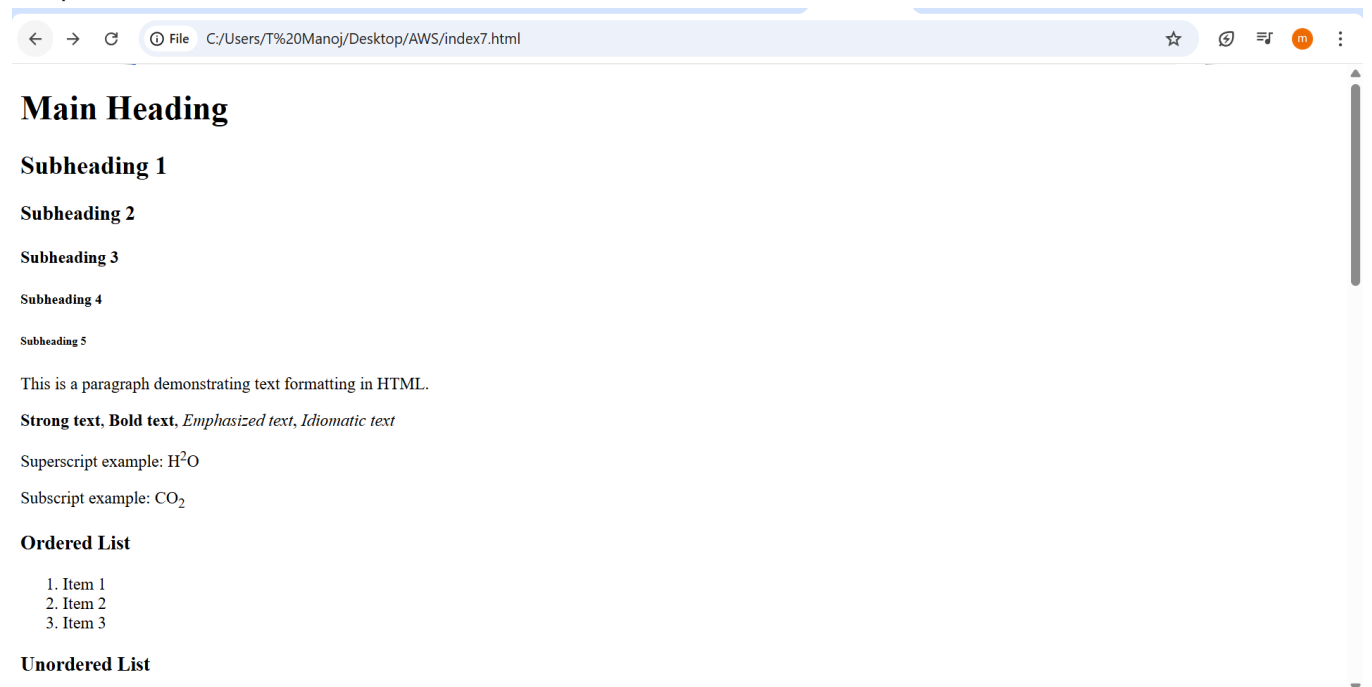 File C:/Users/T%20Manoj/Desktop/AWS/index7.html
m
Main Heading
Subheading 1
Subheading 2
Subheading 3
Subheading 4
Subheading 5
This is a paragraph demonstrating text formatting in HTML.
Strong text, Bold text, Emphasized text, Idiomatic text
Superscript example: H²O
Subscript example: CO₂
Ordered List
1. Item 1
2. Item 2
3. Item 3
Unordered List